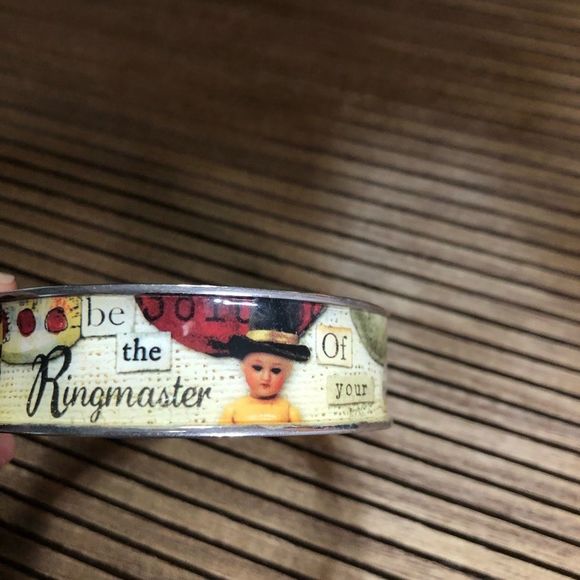 be
the
Ringmaster
Of
your